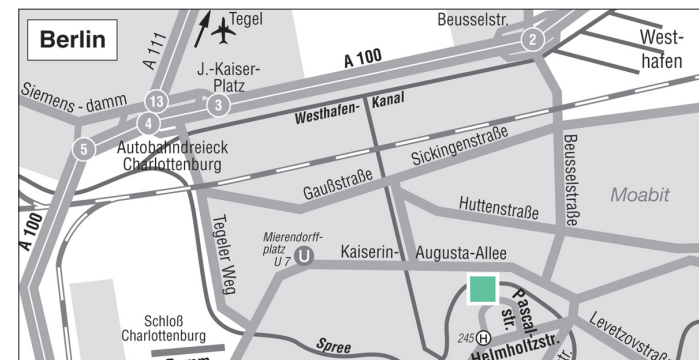 Berlin
Tegel
Beusselstr.
2
West-
hafen
A 111
A 100
J.-Kaiser-
Platz
Siemens - damm
13
3
4
5
Westhafen- Kanal
Autobahndreieck
Charlottenburg
Sickingenstraße
Beusselstraße
Gaußstraße
Moabit
Huttenstraße
A 100
Tegeler Weg
Mierendorff-
platz
U 7
U
Kaiserin- Augusta-Allee
Pascal-
str.
Schloß
Charlottenburg
Spree
245 H
Helmholtzstr.
Levetzovstraß